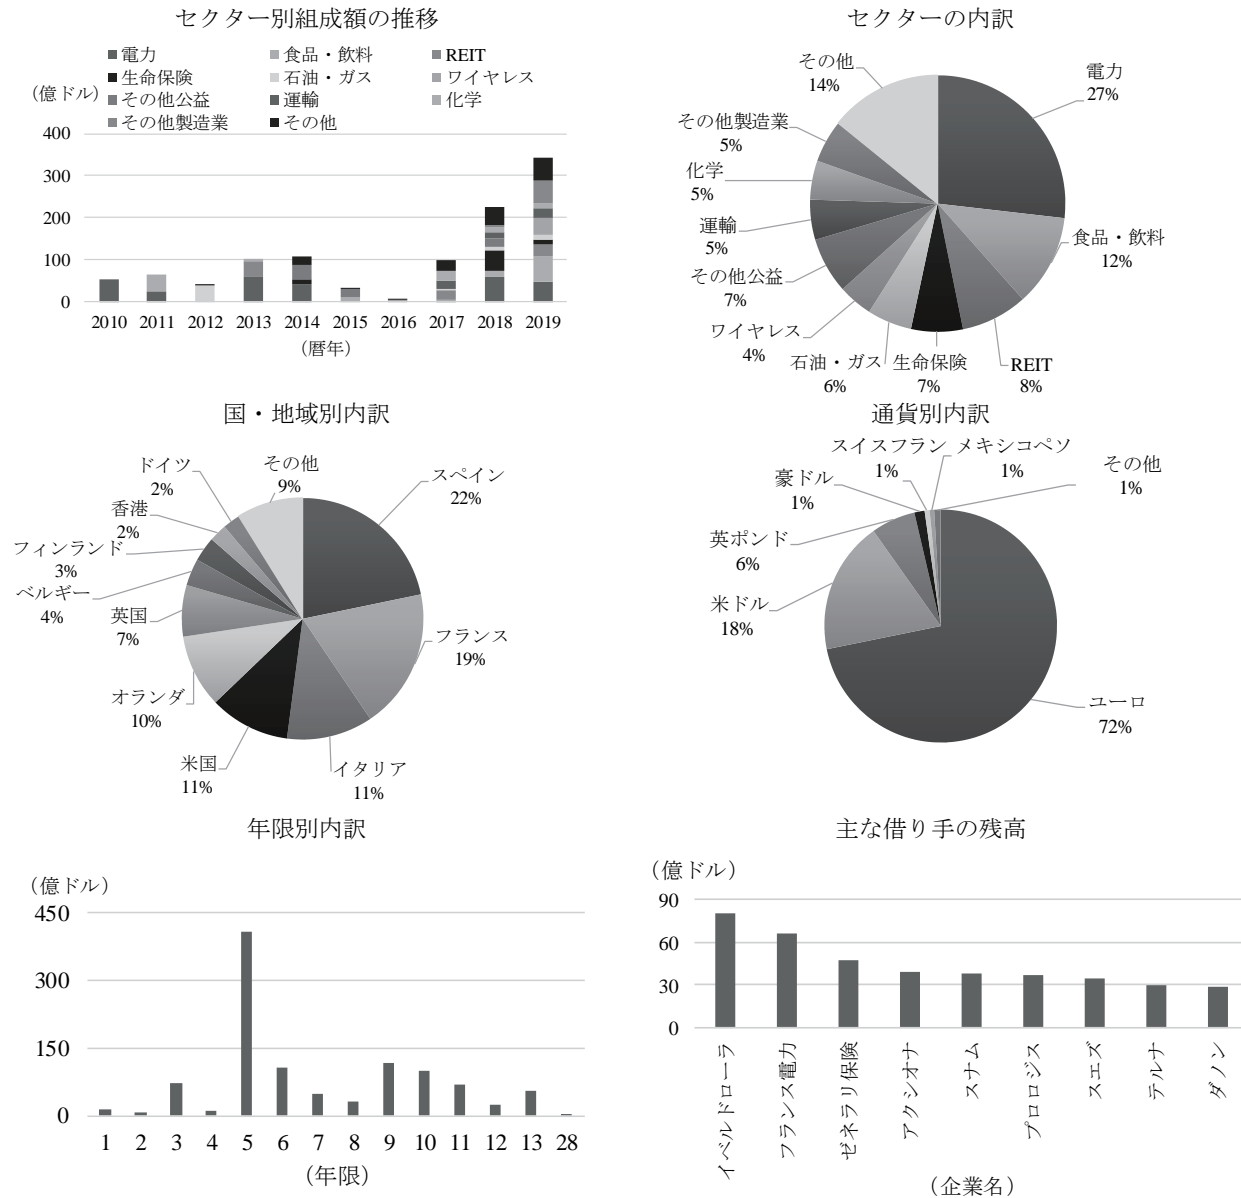 セクター別組成額の推移
電力
食品・飲料
REIT
生命保険
石油・ガス
ワイヤレス
その他公益
運輸
化学
その他製造業
その他
（億ドル）
400
300
200
100
0
2010 2011 2012 2013 2014 2015 2016 2017 2018 2019
（暦年）
セクターの内訳
電力
27%
食品・飲料
12%
REIT
8%
生命保険
7%
石油・ガス
6%
ワイヤレス
4%
その他公益
7%
運輸
5%
化学
5%
その他製造業
5%
その他
14%
国・地域別内訳
スペイン
22%
フランス
19%
イタリア
11%
米国
11%
オランダ
10%
英国
7%
ベルギー
4%
フィンランド
3%
香港
2%
ドイツ
2%
その他
9%
通貨別内訳
ユーロ
72%
米ドル
18%
英ポンド
6%
豪ドル
1%
スイスフラン
1%
メキシコペソ
1%
その他
1%
年限別内訳
（億ドル）
450
300
150
0
1 2 3 4 5 6 7 8 9 10 11 12 13 28
（年限）
主な借り手の残高
（億ドル）
90
60
30
0
イベルドローラ
フランス電力
ゼネラリ保険
アクシオナ
スナム
プロロジス
スエズ
テルナ
ダノン
（企業名）